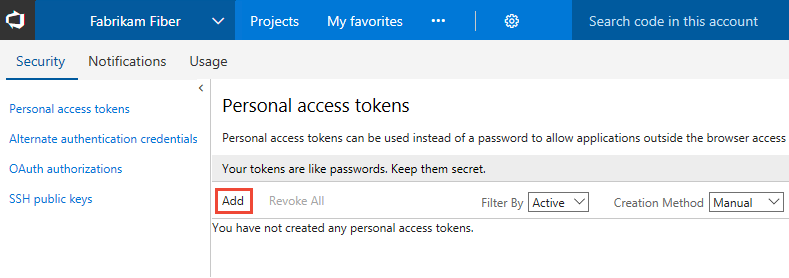 Fabrikam Fiber Projects My favorites ••• Search code in this account
Security Notifications Usage
Personal access tokens
Alternate authentication credentials
OAuth authorizations
SSH public keys
Personal access tokens
Personal access tokens can be used instead of a password to allow applications outside the browser access
Your tokens are like passwords. Keep them secret.
Add Revoke All Filter By Active Creation Method Manual
You have not created any personal access tokens.